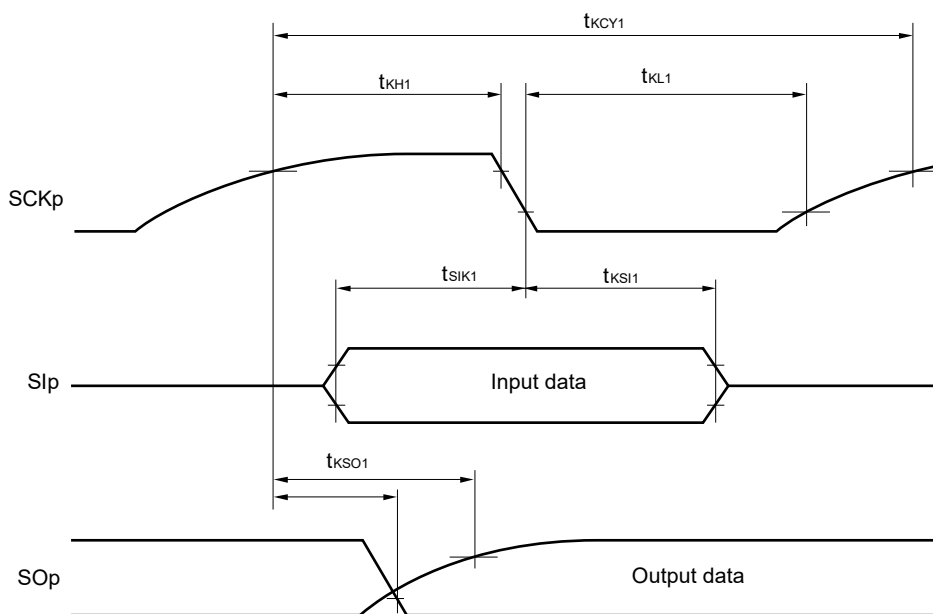 tKCY1
tKH1
tKL1
SCKp
tSIK1
tKSI1
SIp
Input data
tKSO1
SOp
Output data